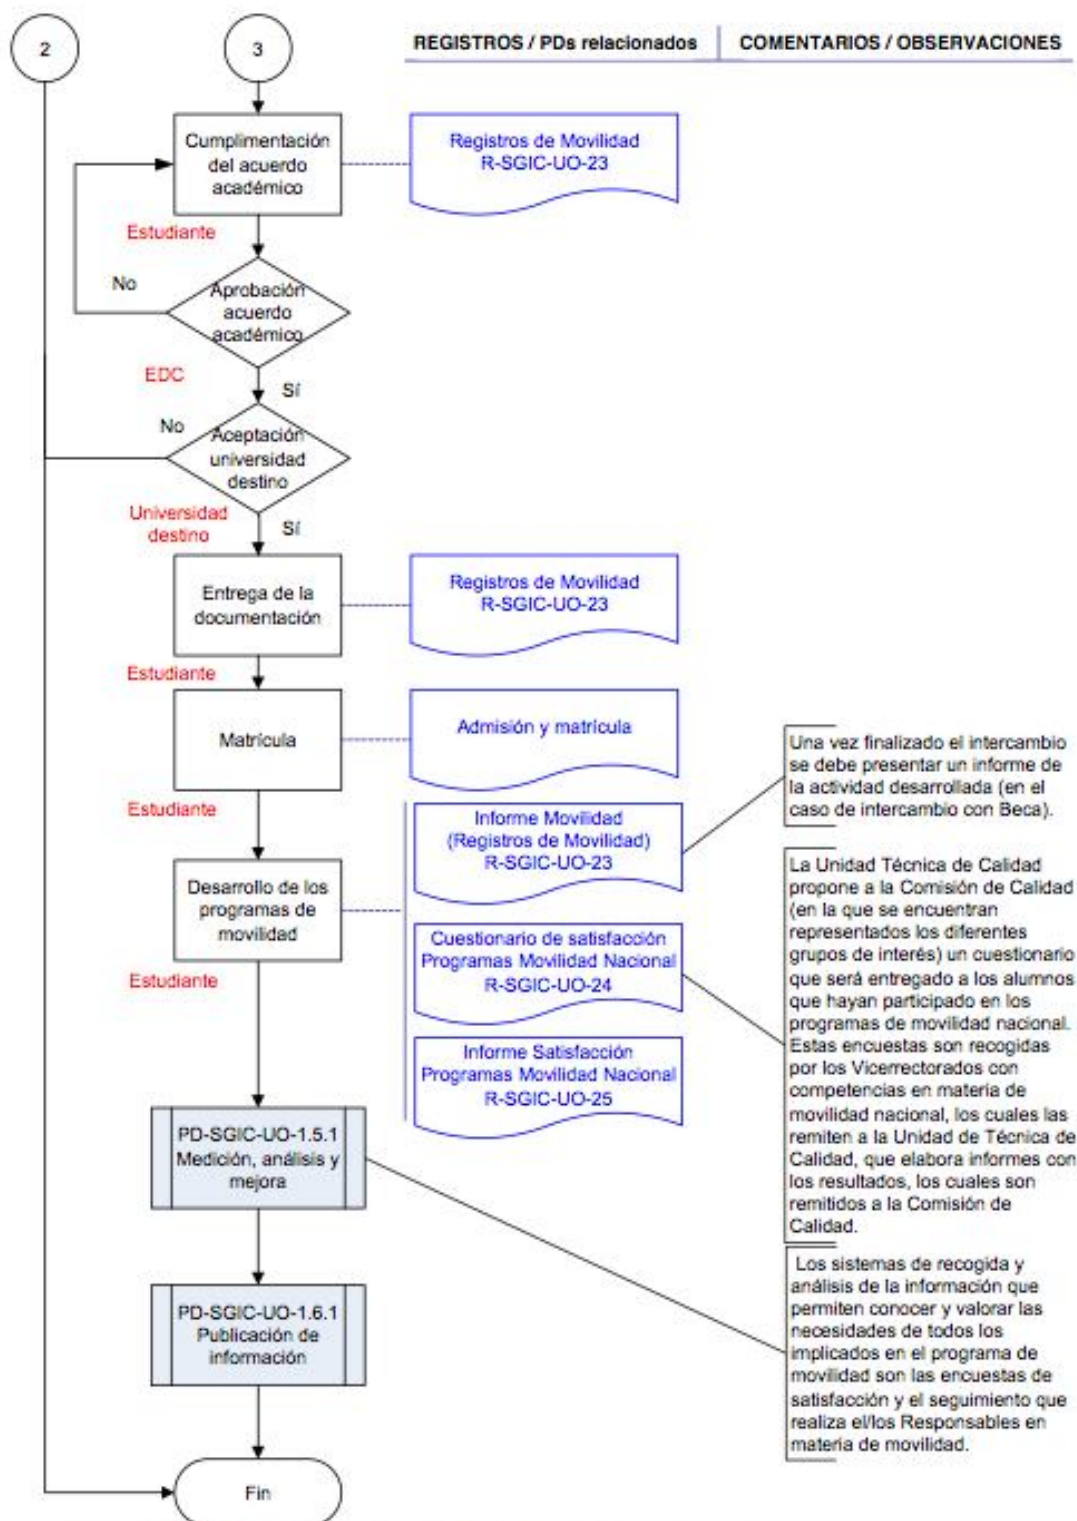 2
3
REGISTROS / PDs relacionados
COMENTARIOS / OBSERVACIONES
Cumplimentación
del acuerdo
académico
Registros de Movilidad
R-SGIC-UO-23
Estudiante
No
Aprobación
acuerdo
académico
EDC
Sí
No
Aceptación
universidad
destino
Universidad
destino
Sí
Entrega de la
documentación
Registros de Movilidad
R-SGIC-UO-23
Estudiante
Matrícula
Admisión y matrícula
Estudiante
Una vez finalizado el intercambio
se debe presentar un informe de
la actividad desarrollada (en el
caso de intercambio con Beca).
Informe Movilidad
(Registros de Movilidad)
R-SGIC-UO-23
Desarrollo de los
programas de
movilidad
Estudiante
Cuestionario de satisfacción
Programas Movilidad Nacional
R-SGIC-UO-24
Informe Satisfacción
Programas Movilidad Nacional
R-SGIC-UO-25
La Unidad Técnica de Calidad
propone a la Comisión de Calidad
(en la que se encuentran
representados los diferentes
grupos de interés) un cuestionario
que será entregado a los alumnos
que hayan participado en los
programas de movilidad nacional.
Estas encuestas son recogidas
por los Vicerrectorados con
competencias en materia de
movilidad nacional, los cuales las
remiten a la Unidad de Técnica de
Calidad, que elabora informes con
los resultados, los cuales son
remitidos a la Comisión de
Calidad.
PD-SGIC-UO-1.5.1
Medición, análisis y
mejora
Los sistemas de recogida y
análisis de la información que
permiten conocer y valorar las
necesidades de todos los
implicados en el programa de
movilidad son las encuestas de
satisfacción y el seguimiento que
realiza el/los Responsables en
materia de movilidad.
PD-SGIC-UO-1.6.1
Publicación de
información
Fin